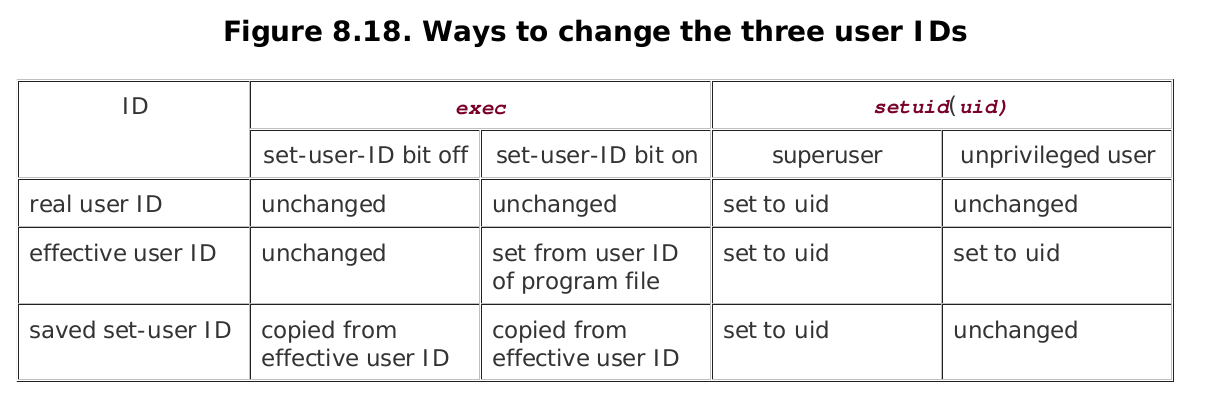 Figure 8.18. Ways to change the three user IDs
ID exec setuid(uid)
set-user-ID bit off set-user-ID bit on superuser unprivileged user
real user ID unchanged unchanged set to uid unchanged
effective user ID unchanged set from user ID set to uid set to uid
of program file
saved set-user ID copied from copied from set to uid unchanged
effective user ID effective user ID